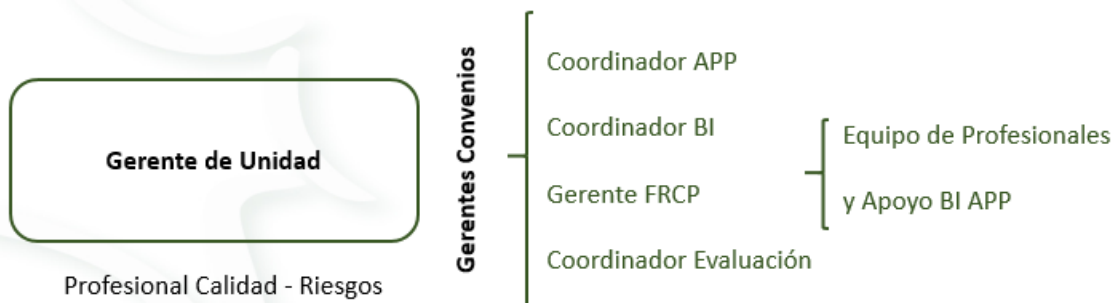 Gerente de Unidad
Profesional Calidad - Riesgos
Gerentes Convenios
Coordinador APP
Coordinador BI
Gerente FRCP
Coordinador Evaluación
Equipo de Profesionales
y Apoyo BI APP